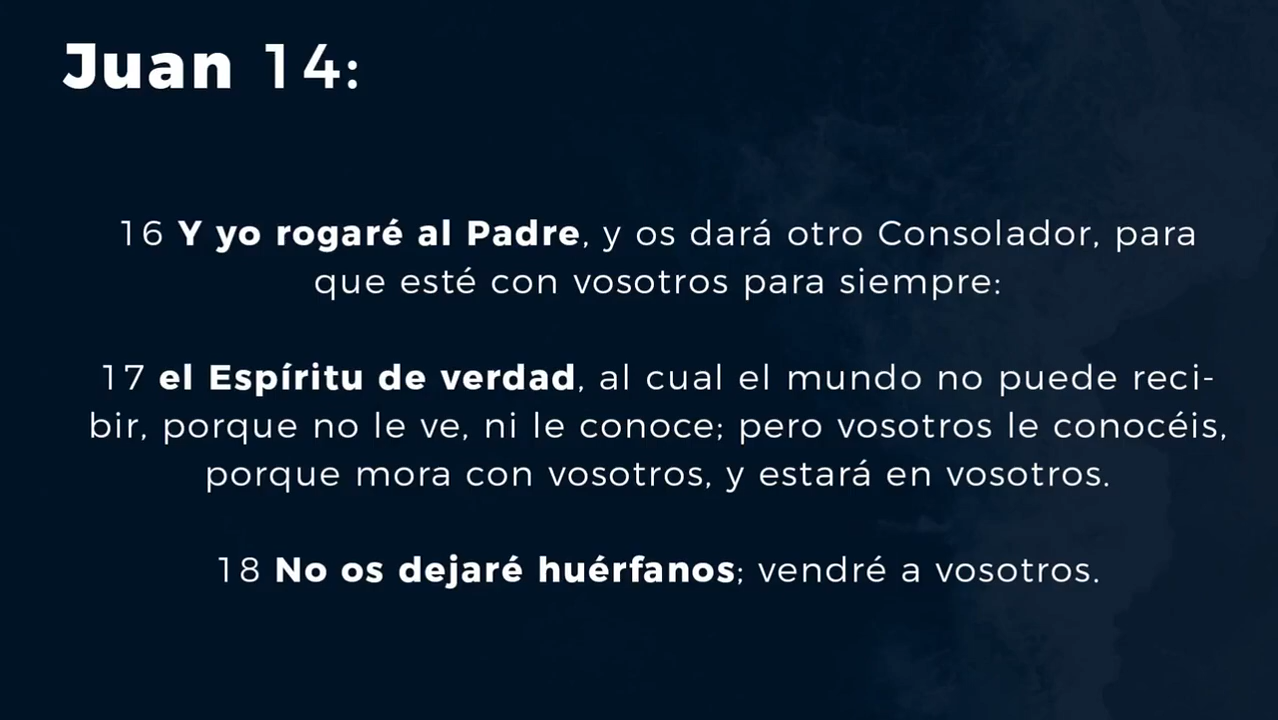 Juan 14:
16 Y yo rogaré al Padre, y os dará otro Consolador, para
que esté con vosotros para siempre:
17 el Espíritu de verdad, al cual el mundo no puede reci-
bir, porque no le ve, ni le conoce; pero vosotros le conocéis,
porque mora con vosotros, y estará en vosotros.
18 No os dejaré huérfanos; vendré a vosotros.